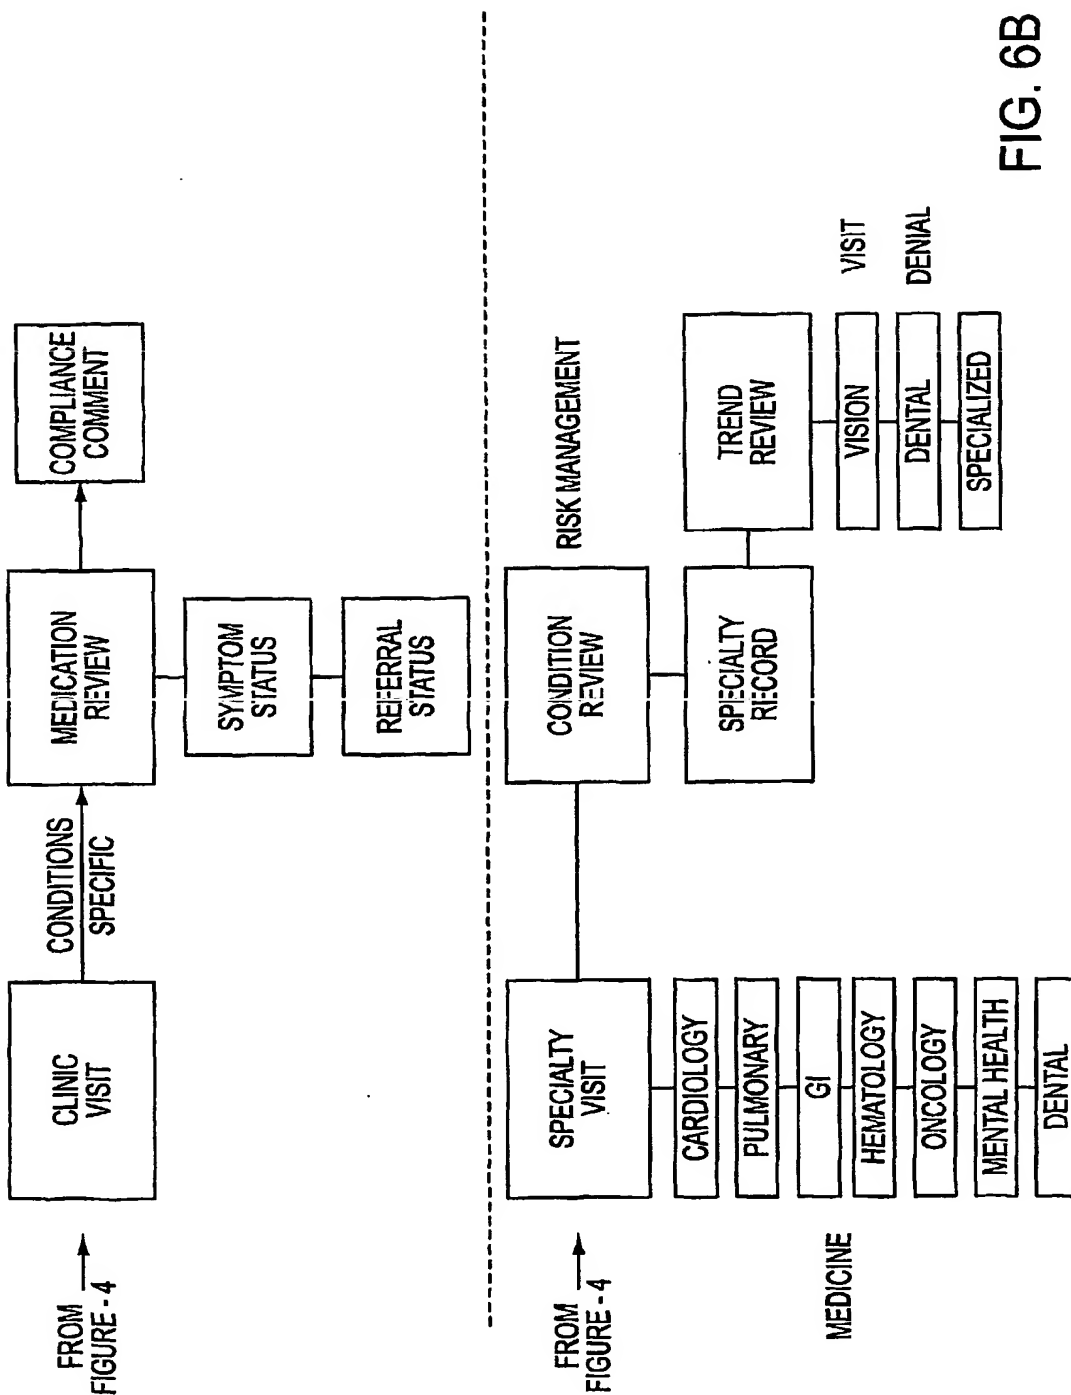 FROM
FIGURE - 4
CLINIC
VISIT
CONDITIONS
SPECIFIC
MEDICATION
REVIEW
COMPLIANCE
COMMENT
SYMPTOM
STATUS
REFERRAL
STATUS
FROM
FIGURE - 4
SPECIALTY
VISIT
CONDITION
REVIEW
RISK MANAGEMENT
SPECIALTY
RECORD
TREND
REVIEW
VISION
VISIT
DENTAL
DENIAL
SPECIALIZED
MEDICINE
CARDIOLOGY
PULMONARY
GI
HEMATOLOGY
ONCOLOGY
MENTAL HEALTH
DENTAL
FIG. 6B